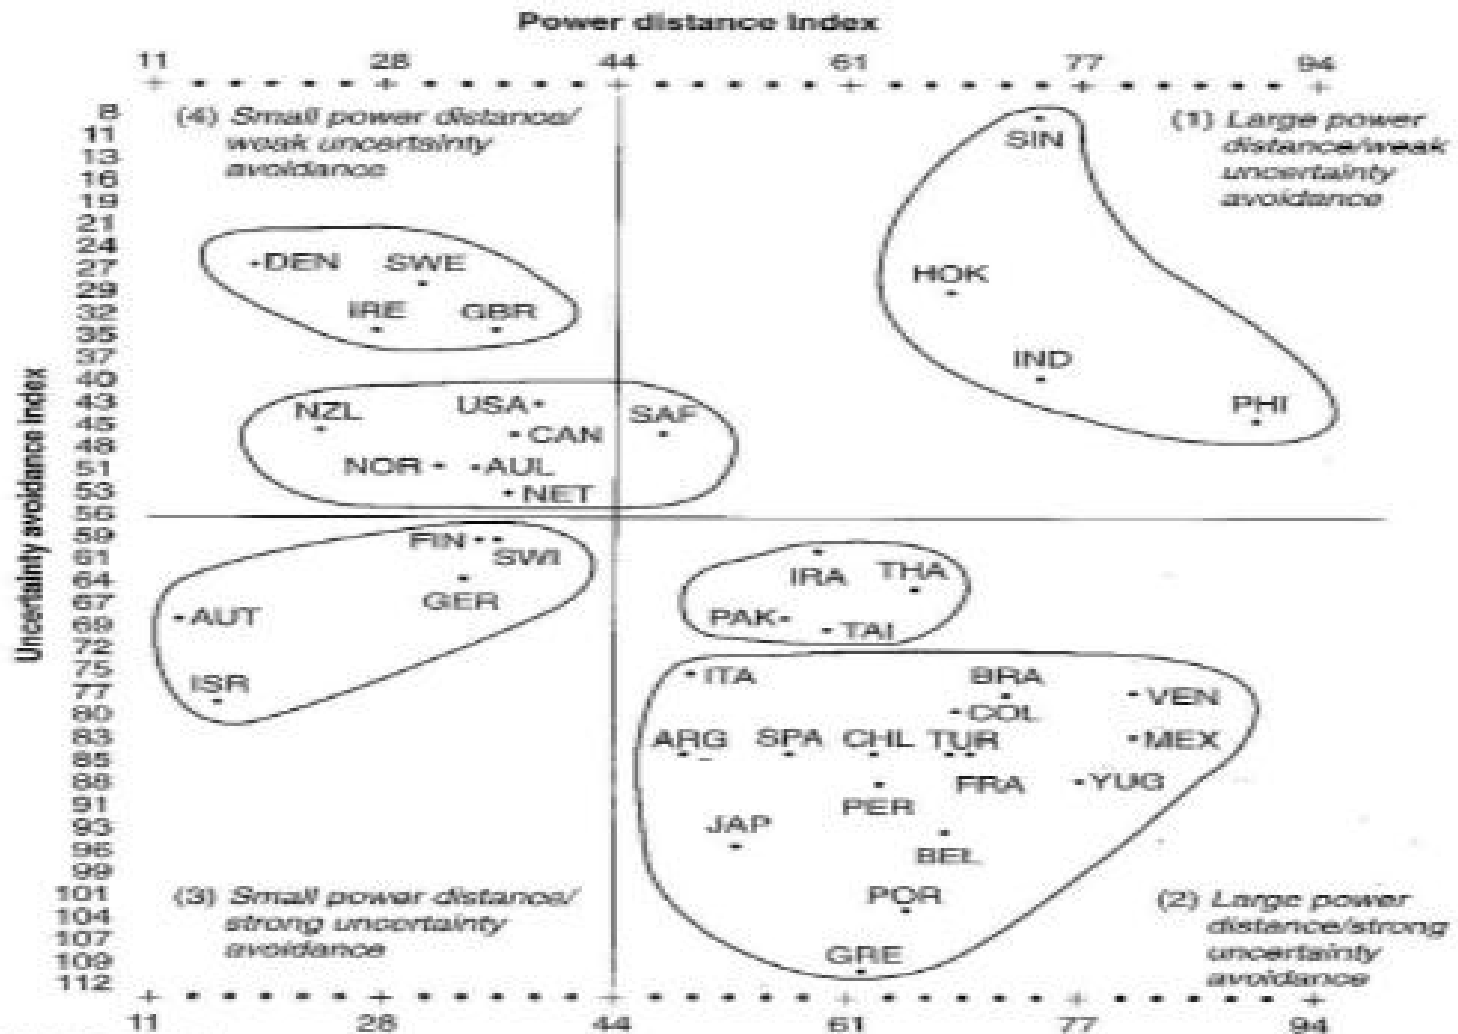 Power distance index
11 28 44 61 77 94
(4) Small power distance/
weak uncertainty
avoidance
(1) Large power
distance/weak
uncertainty
avoidance
Uncertainty avoidance index
8
11
13
16
19
21
24
27
29
32
35
37
40
43
45
48
51
53
56
59
61
64
67
69
72
75
77
80
83
85
88
91
93
96
99
101
104
107
109
112
SIN
DEN SWE
HOK
IRE GBR
IND
PHI
NZL USA SAF
CAN
NOR AUL
NET
FIN
SWI
IRA THA
GER
AUT
PAK TAI
ISR
ITA BRA VEN
COL
ARG SPA CHL TUR MEX
FRA YUG
PER
JAP
BEL
POR
GRE
(3) Small power distance/
strong uncertainty
avoidance
(2) Large power
distance/strong
uncertainty
avoidance
11 28 44 61 77 94